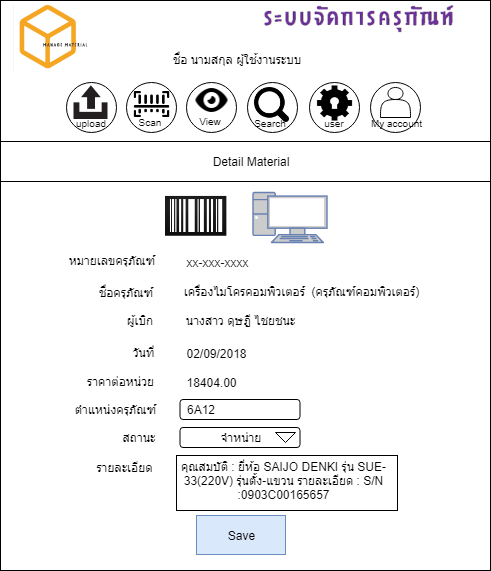 ระบบจัดการครุภัณฑ์
MANAGE MATERIAL
ชื่อ นามสกุล ผู้ใช้งานระบบ
upload Scan View Search user My account
Detail Material
หมายเลขครุภัณฑ์ xx-xxx-xxxx
ชื่อครุภัณฑ์ เครื่องไมโครคอมพิวเตอร์ (ครุภัณฑ์คอมพิวเตอร์)
ผู้เบิก นางสาว ดุษฎี ไชยชนะ
วันที่ 02/09/2018
ราคาต่อหน่วย 18404.00
ตำแหน่งครุภัณฑ์ 6A12
สถานะ จำหน่าย
รายละเอียด คุณสมบัติ : ยี่ห้อ SAIJO DENKI รุ่น SUE-
33(220V) รุ่นตั้ง-แขวน รายละเอียด : S/N
:0903C00165657
Save